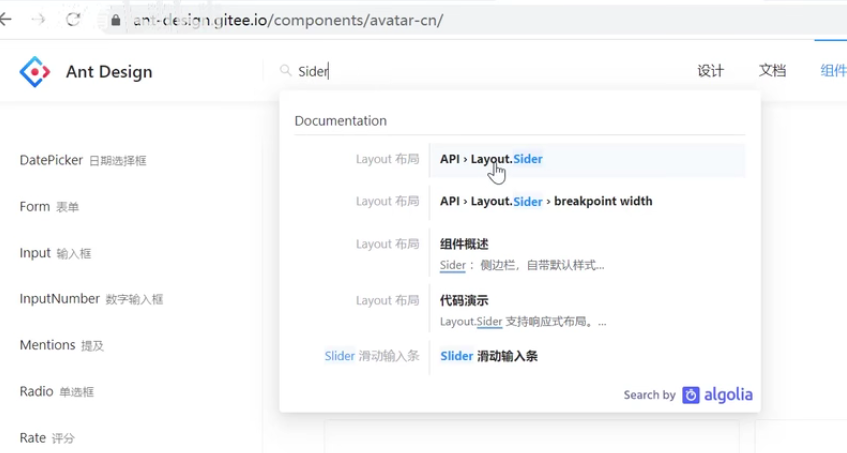 ant-design.gitee.io/components/avatar-cn/
Ant Design
Sider
设计
文档
组件
Documentation
Layout 布局
API › Layout.Sider
Layout 布局
API › Layout.Sider › breakpoint width
Layout 布局
组件概述
Sider：侧边栏，自带默认样式...
Layout 布局
代码演示
Layout.Sider 支持响应式布局。...
Slider 滑动输入条
Slider 滑动输入条
Search by algolia
DatePicker 日期选择框
Form 表单
Input 输入框
InputNumber 数字输入框
Mentions 提及
Radio 单选框
Rate 评分